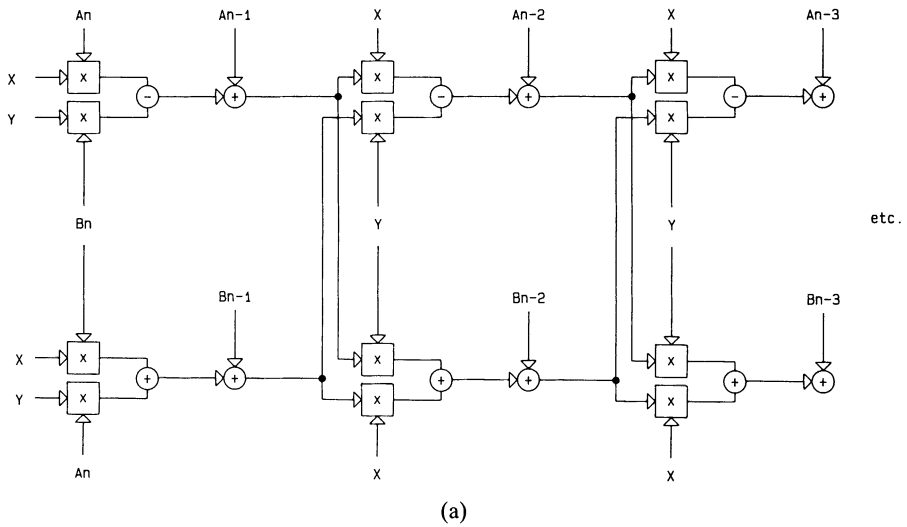 An An-1 X An-2 X An-3
X x x x
- + - + - +
Y x x x
Bn Y Y etc.
Bn-1 Bn-2 Bn-3
X x x x
+ + + + + +
Y x x x
An X X
(a)